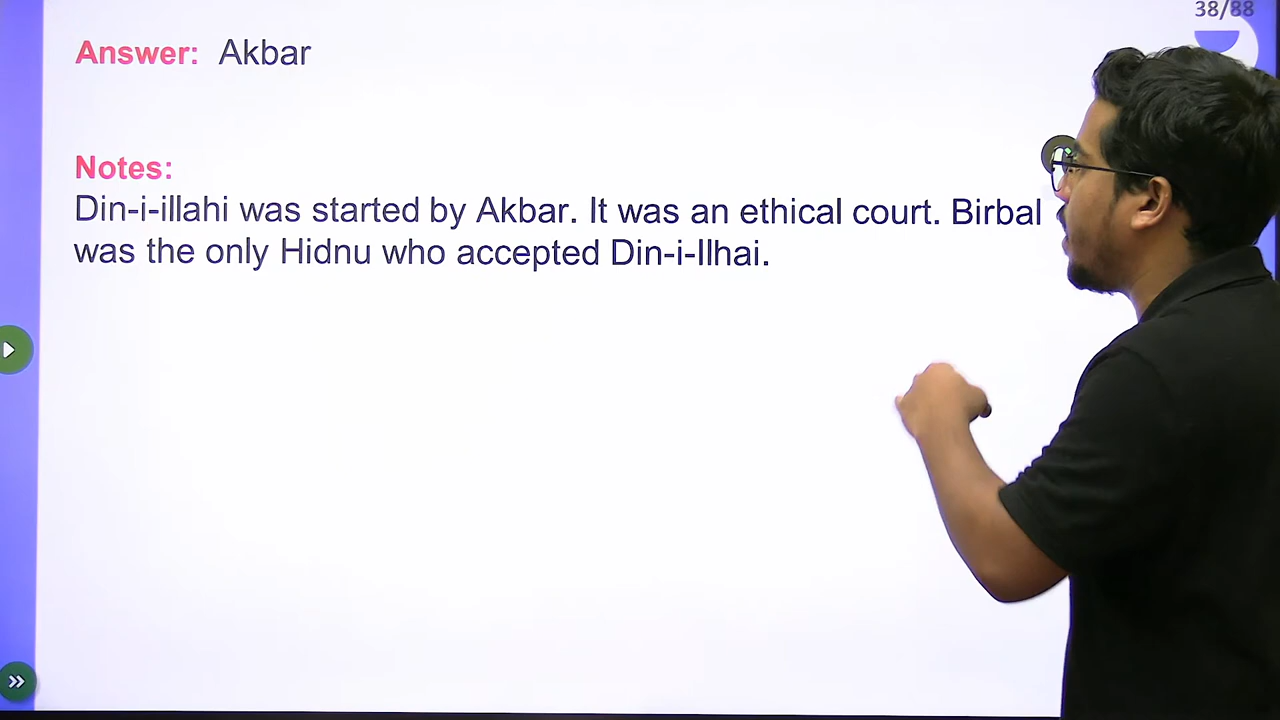 38/88
Answer: Akbar
Notes:
Din-i-illahi was started by Akbar. It was an ethical court. Birbal
was the only Hidnu who accepted Din-i-Ilhai.